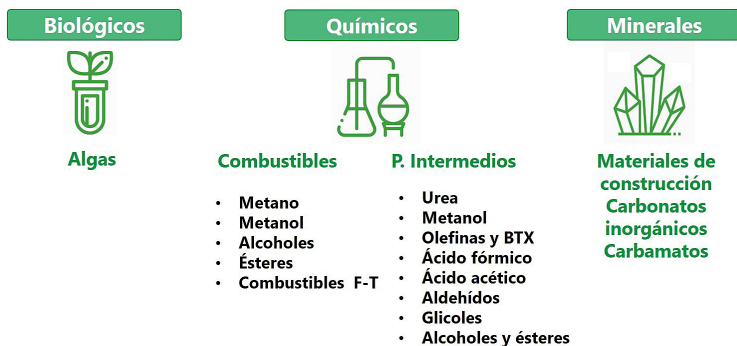 Biológicos
Químicos
Minerales
Algas
Combustibles
• Metano
• Metanol
• Alcoholes
• Ésteres
• Combustibles F-T
P. Intermedios
• Urea
• Metanol
• Olefinas y BTX
• Ácido fórmico
• Ácido acético
• Aldehídos
• Glicoles
• Alcoholes y ésteres
Materiales de
construcción
Carbonatos
inorgánicos
Carbamatos